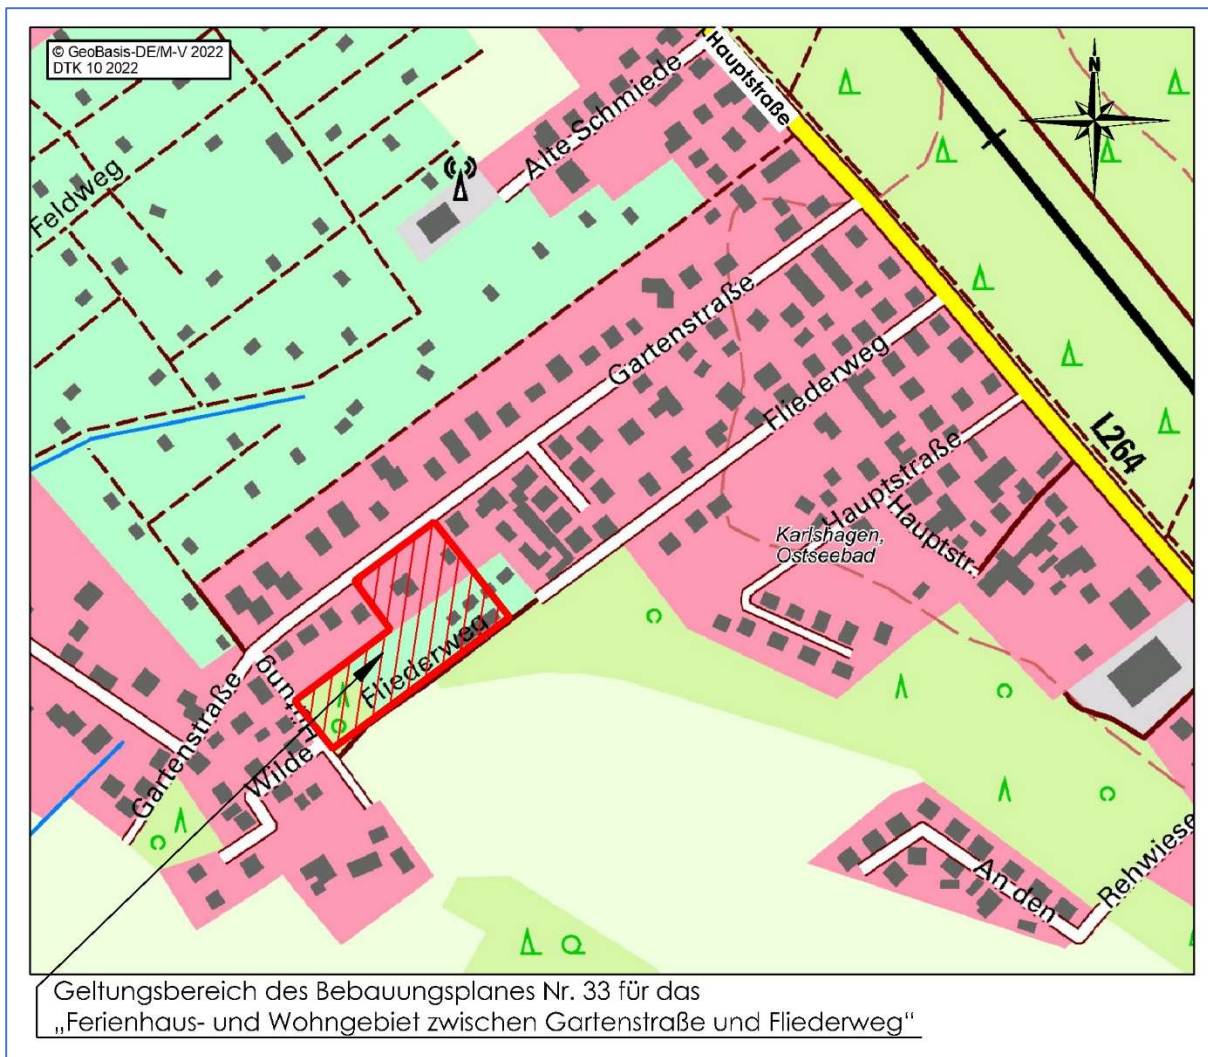 © GeoBasis-DE/M-V 2022
DTK 10 2022
Hauptstraße
N
Alte Schmiede
Feldweg
Gartenstraße
Fliederweg
L264
Hauptstraße
Hauptstr.
Karlshagen,
Ostseebad
Fliederweg
Gartenstraße
Wilde Hütung
An den
Rehwiese
Geltungsbereich des Bebauungsplanes Nr. 33 für das
„Ferienhaus- und Wohngebiet zwischen Gartenstraße und Fliederweg“